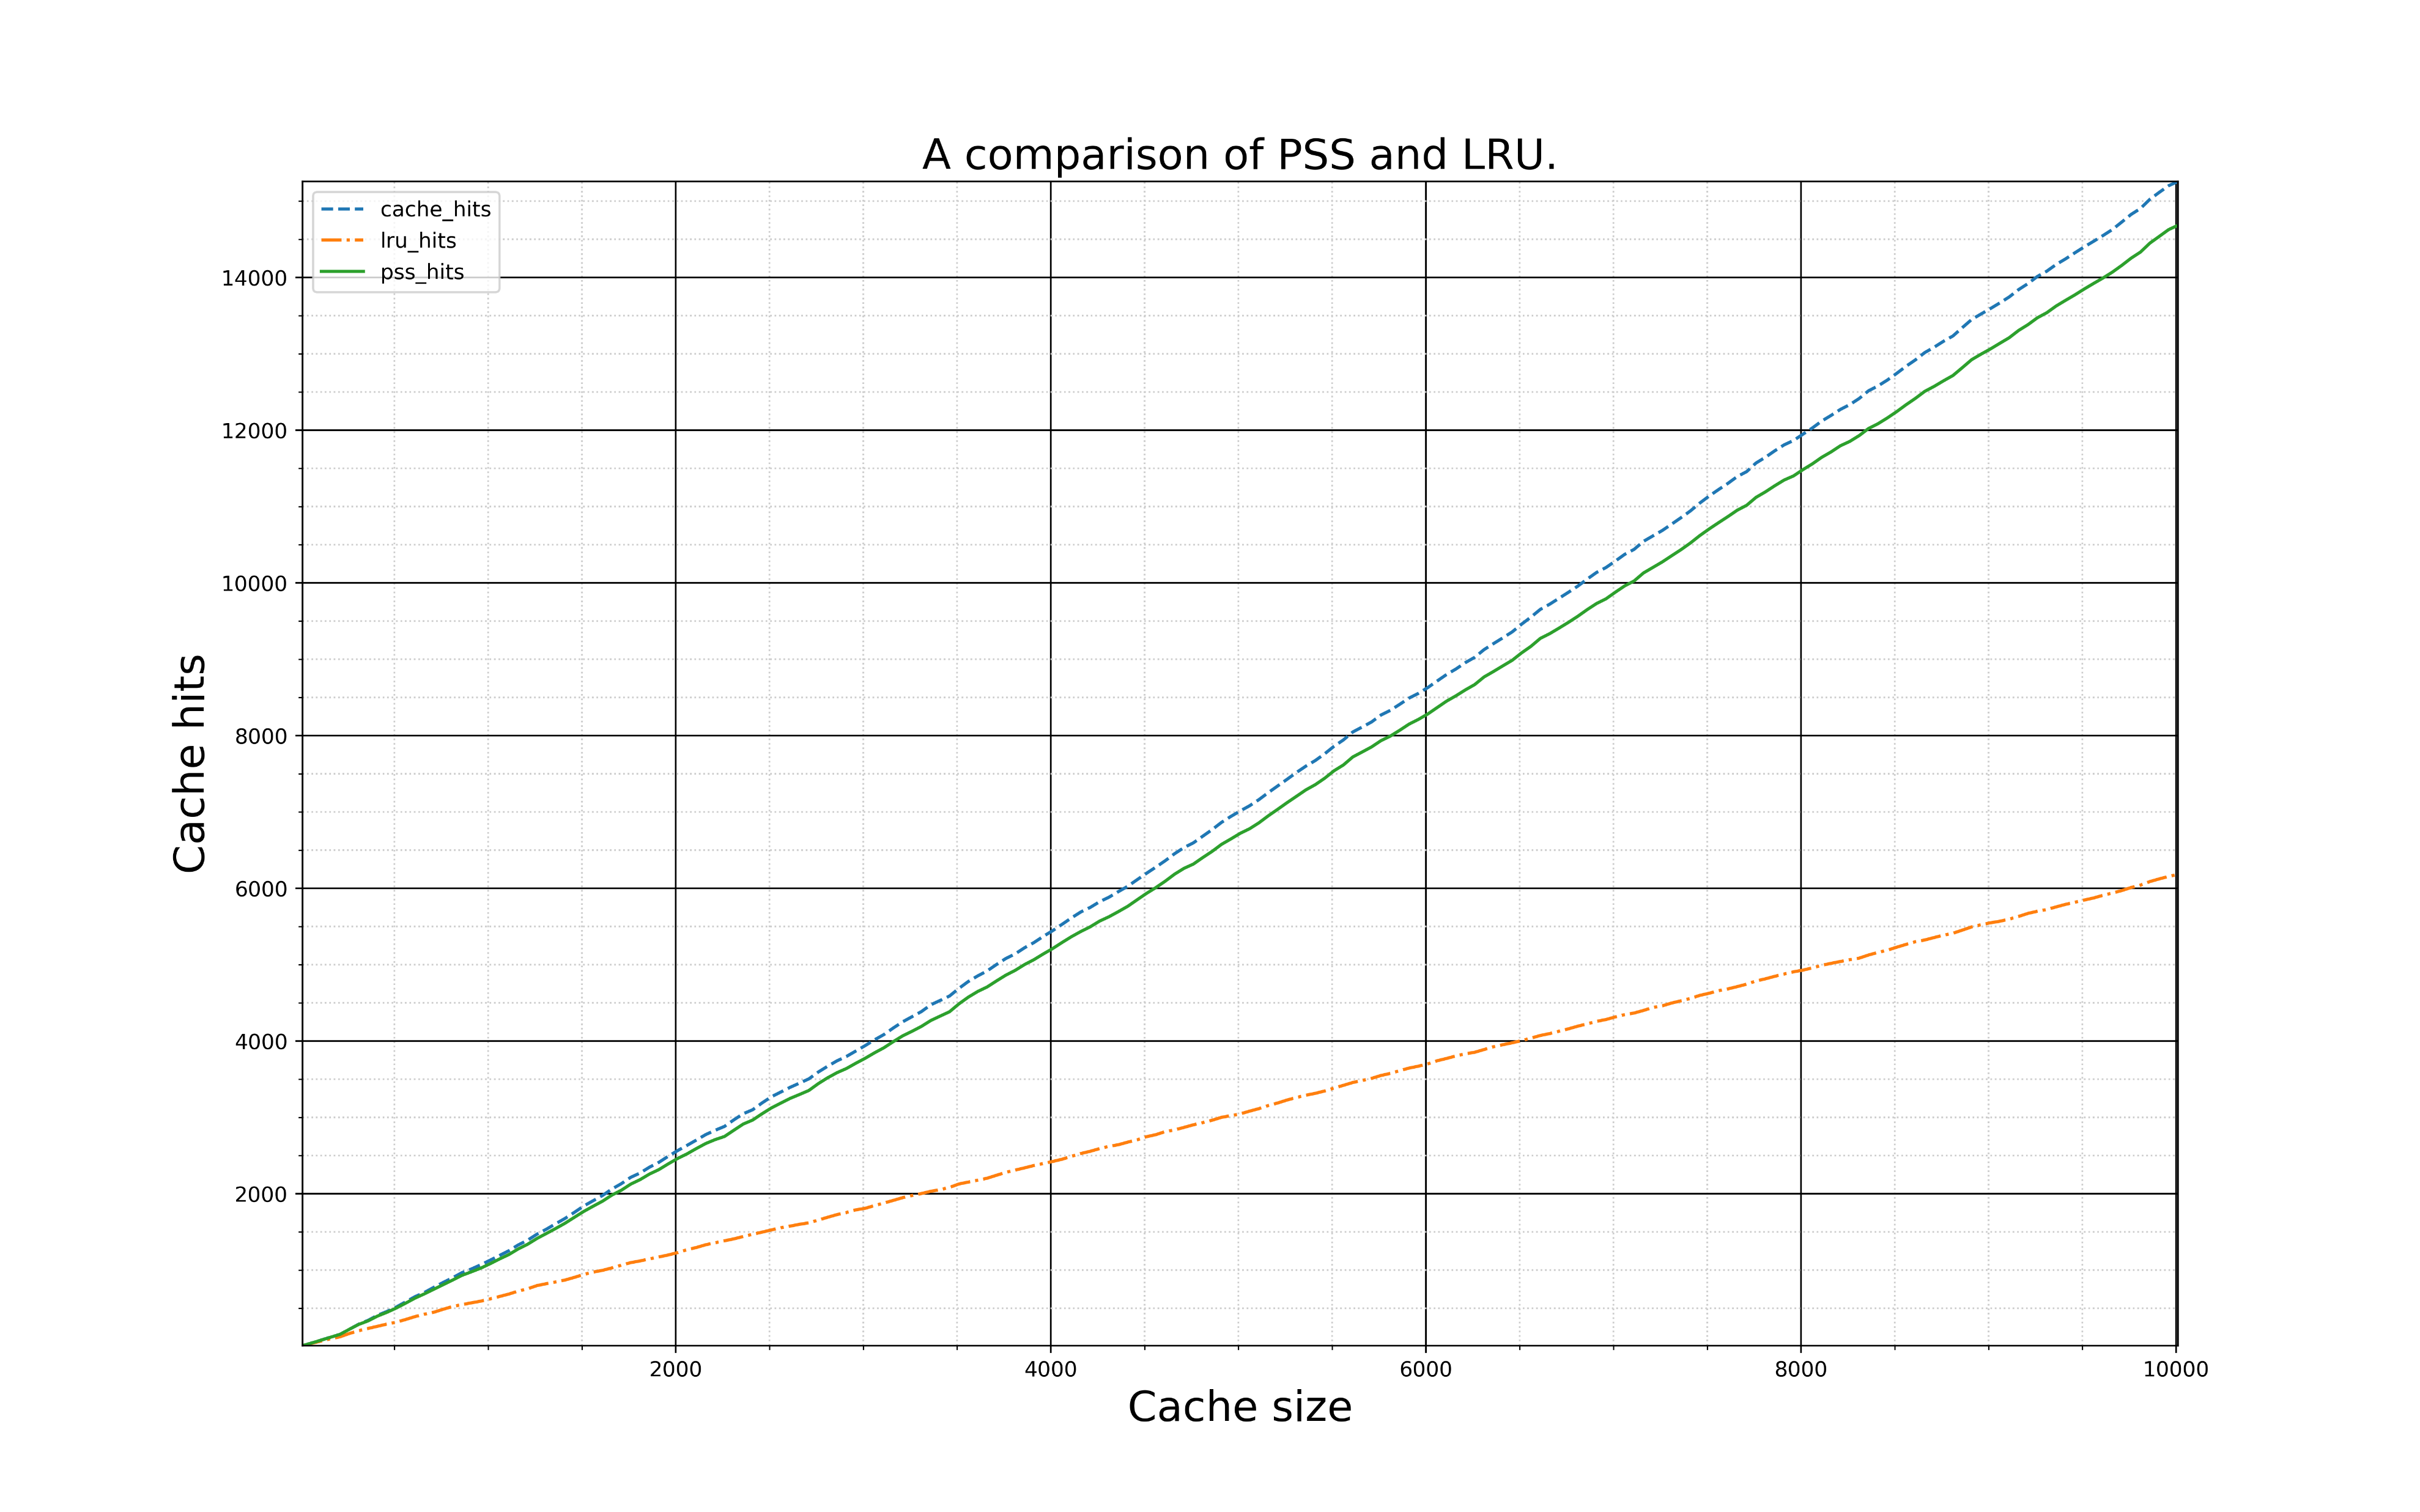 A comparison of PSS and LRU.
cache_hits
lru_hits
pss_hits
Cache hits
14000
12000
10000
8000
6000
4000
2000
2000 4000 6000 8000 10000
Cache size